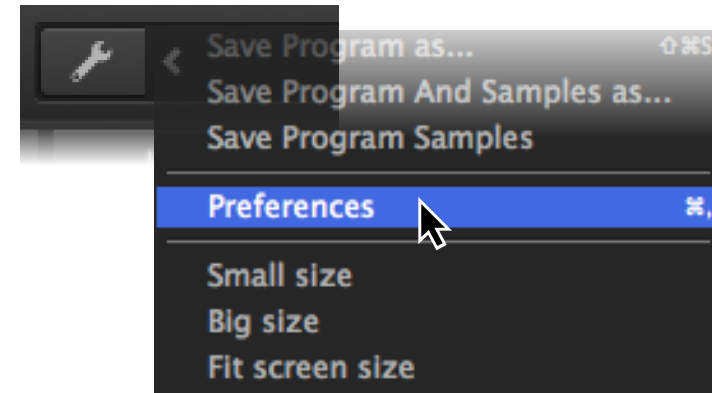 Save Program as... ⇧⌘S
Save Program And Samples as...
Save Program Samples
Preferences ⌘,
Small size
Big size
Fit screen size